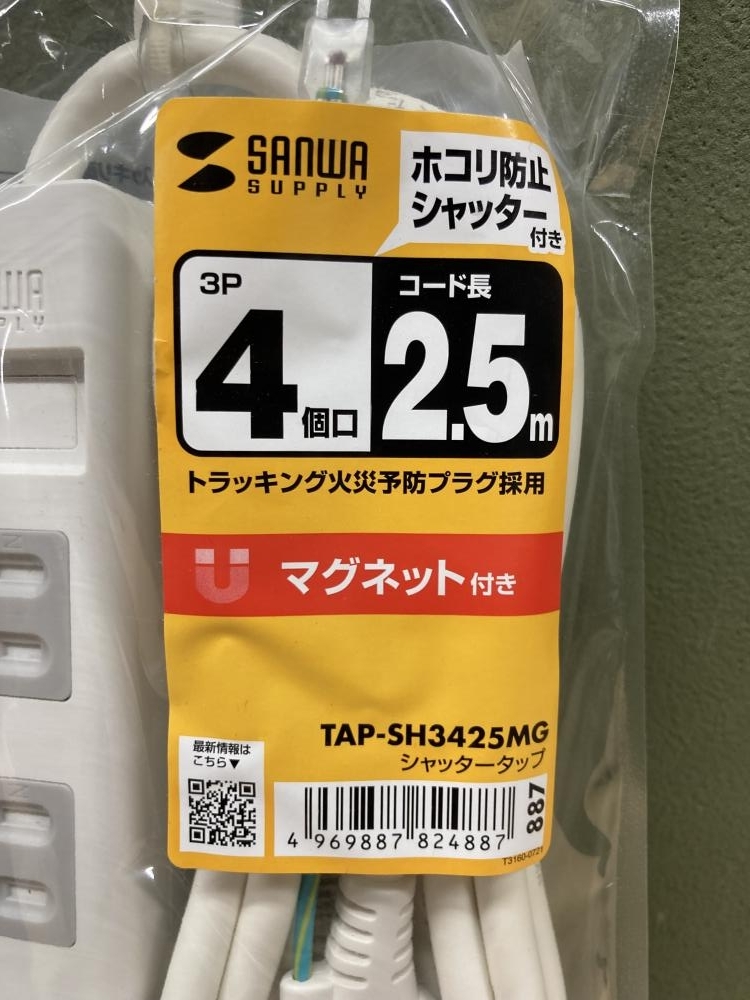 SANWA
SUPPLY
ホコリ防止
シャッター
付き
3P
4個口
コード長
2.5m
トラッキング火災予防プラグ採用
マグネット付き
TAP-SH3425MG
シャッタータップ
最新情報は
こちら▼
4 969887 824887
887
T3160-0721
N
N